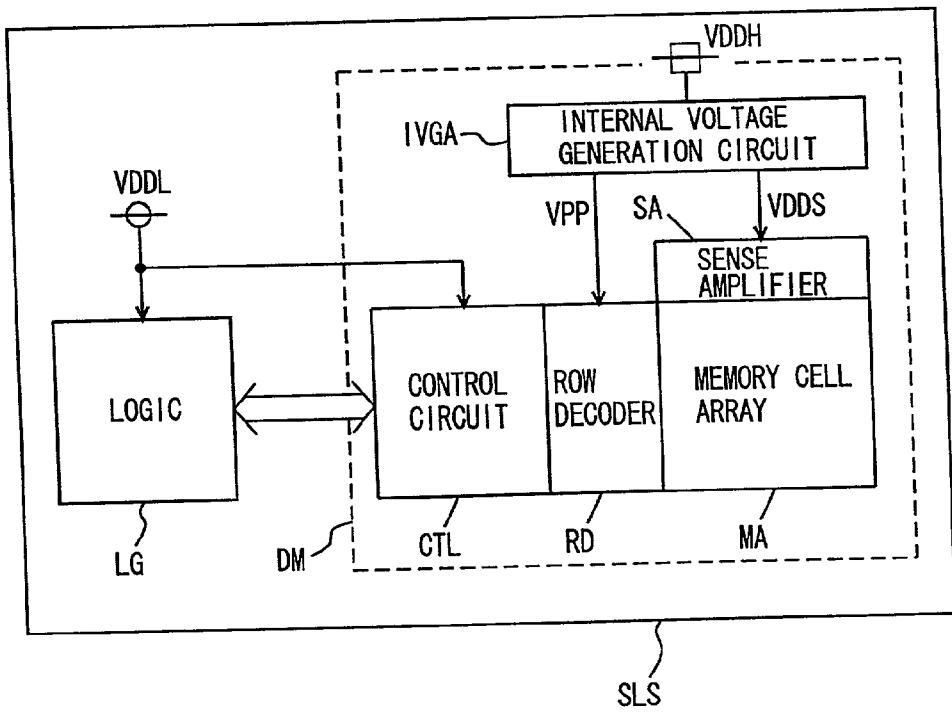 VDDH
IVGA
INTERNAL VOLTAGE
GENERATION CIRCUIT
VDDL
VPP
SA
VDDS
SENSE
AMPLIFIER
LOGIC
CONTROL
CIRCUIT
ROW
DECODER
MEMORY CELL
ARRAY
LG
DM
CTL
RD
MA
SLS